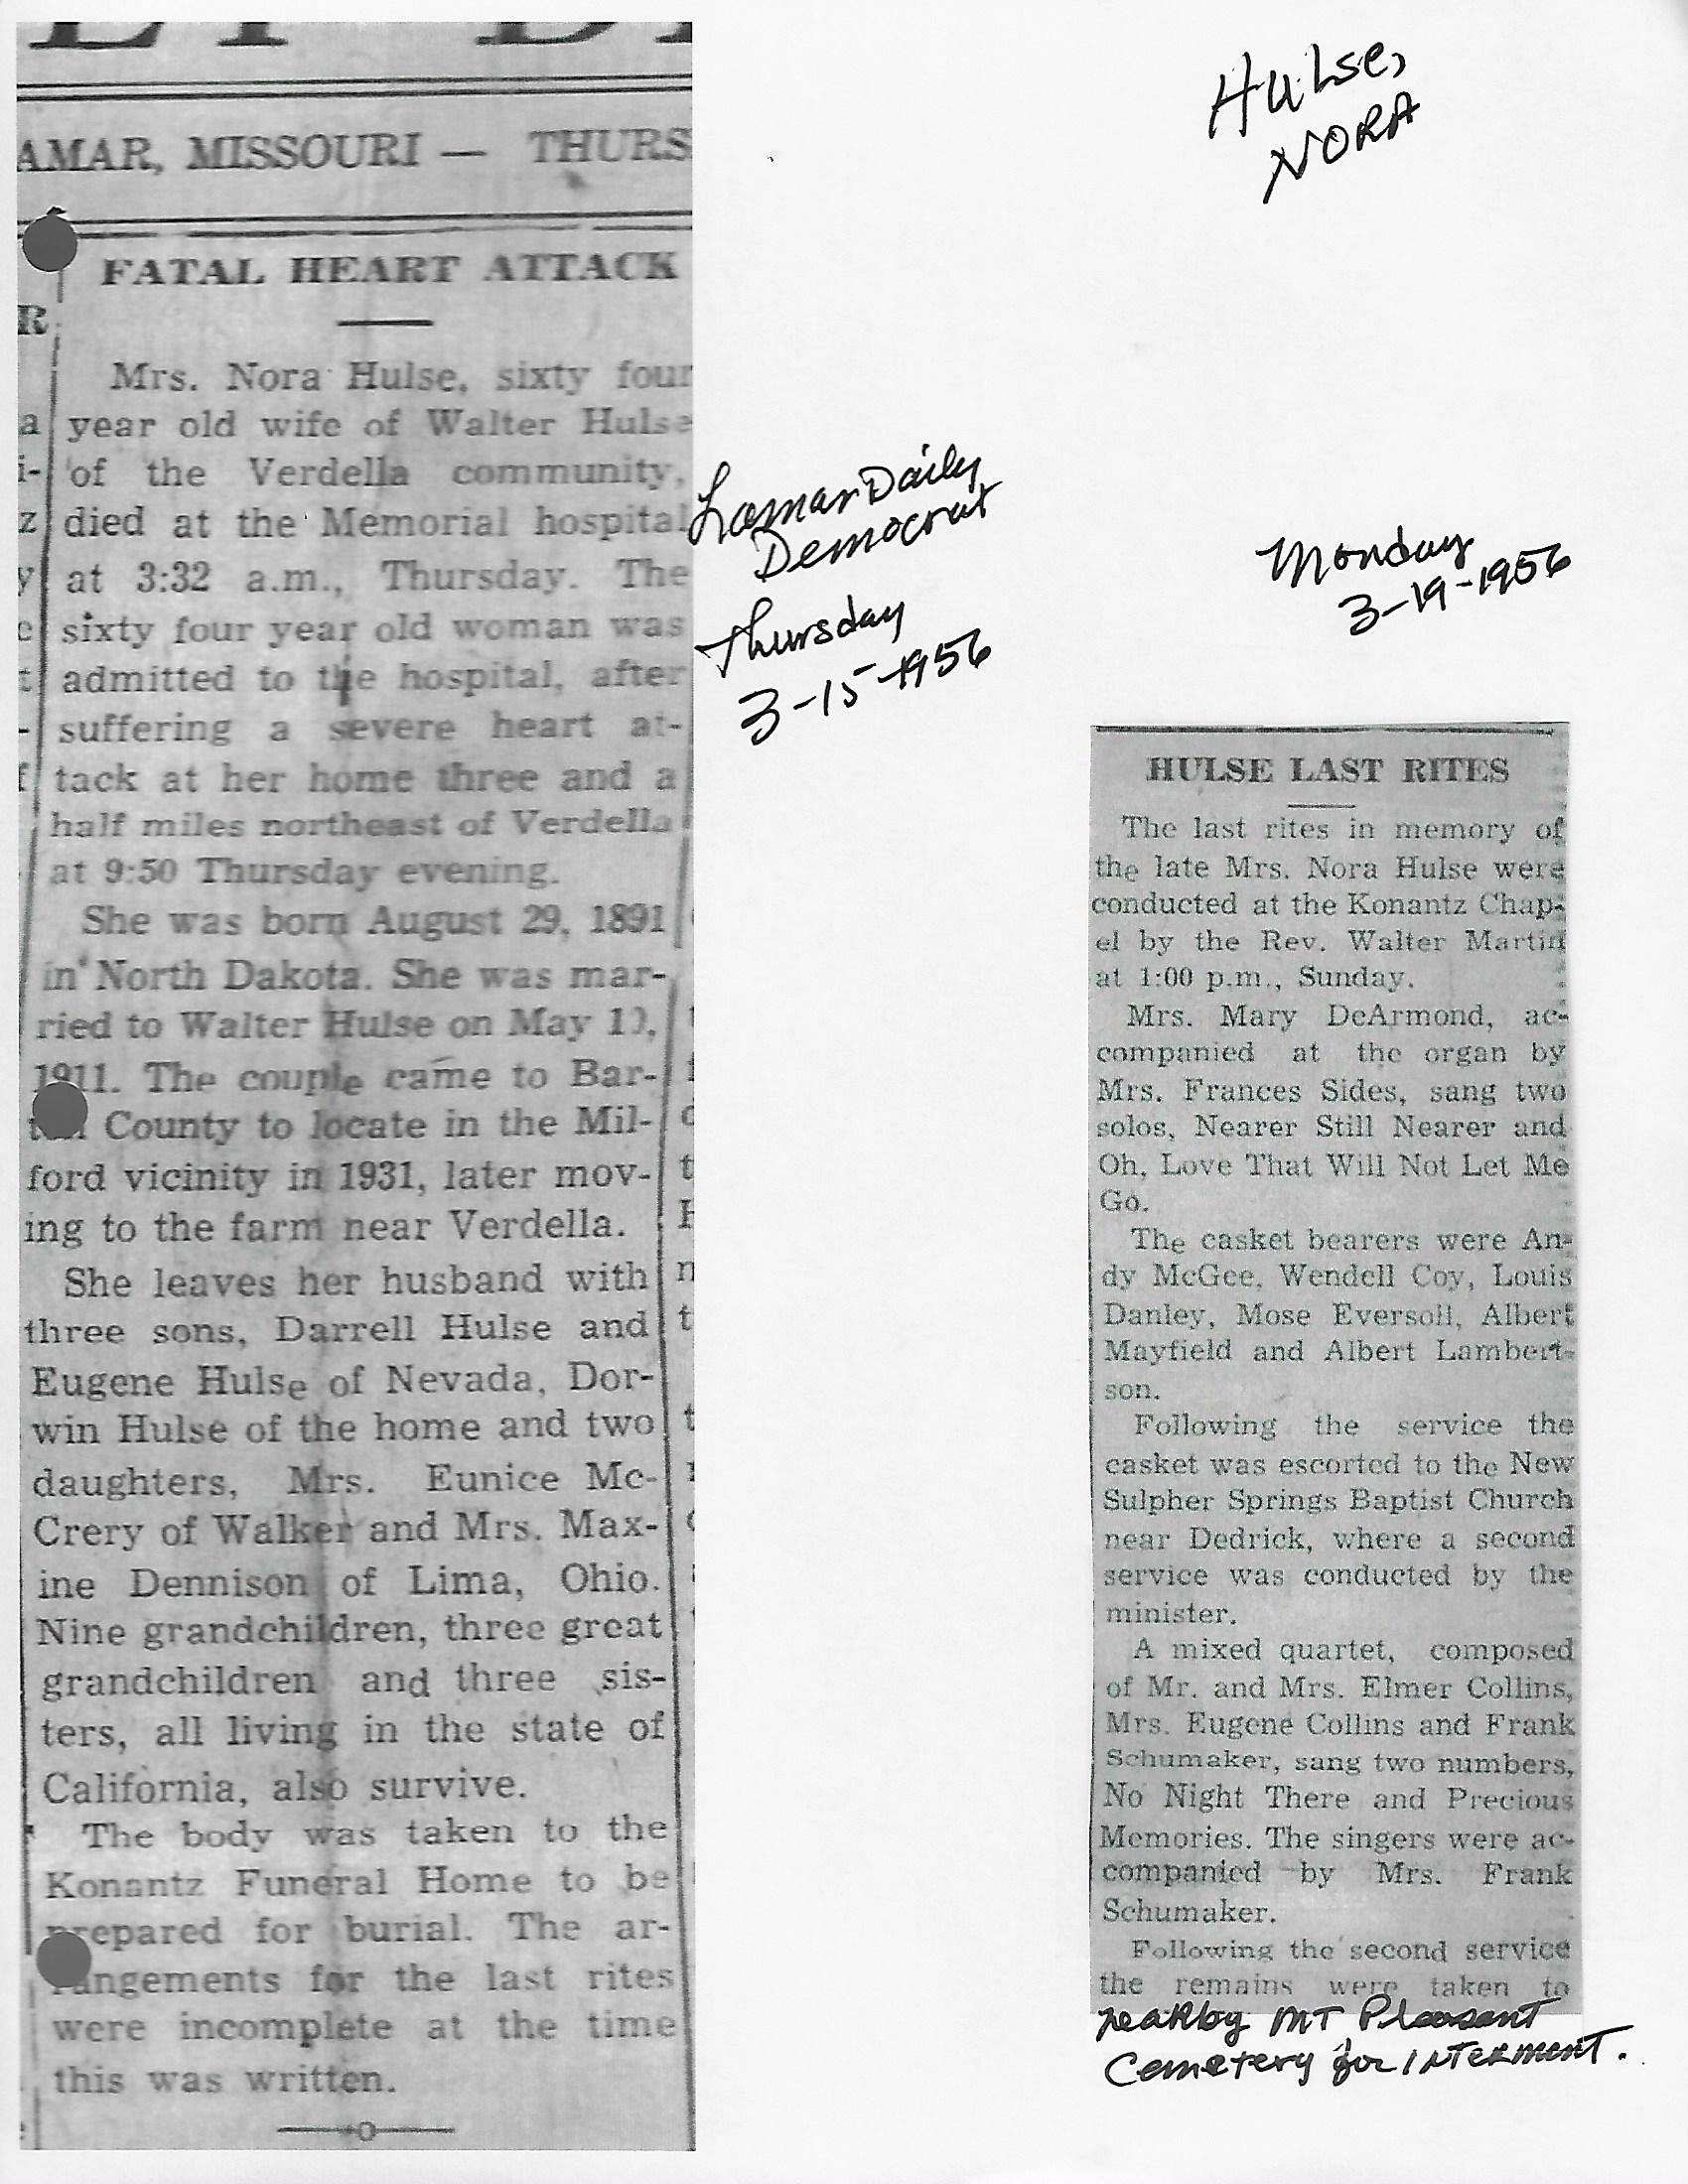 AMAR, MISSOURI — THURS
FATAL HEART ATTACK
Mrs. Nora Hulse, sixty four
year old wife of Walter Hulse
of the Verdella community,
died at the Memorial hospital
at 3:32 a.m., Thursday. The
sixty four year old woman was
admitted to the hospital, after
suffering a severe heart at-
tack at her home three and a
half miles northeast of Verdella
at 9:50 Thursday evening.
She was born August 29, 1891
in North Dakota. She was mar-
ried to Walter Hulse on May 10,
1911. The couple came to Bar-
ton County to locate in the Mil-
ford vicinity in 1931, later mov-
ing to the farm near Verdella.
She leaves her husband with
three sons, Darrell Hulse and
Eugene Hulse of Nevada, Dor-
win Hulse of the home and two
daughters, Mrs. Eunice Mc-
Crery of Walker and Mrs. Max-
ine Dennison of Lima, Ohio.
Nine grandchildren, three great
grandchildren and three sis-
ters, all living in the state of
California, also survive.
The body was taken to the
Konantz Funeral Home to be
prepared for burial. The ar-
rangements for the last rites
were incomplete at the time
this was written.
Lamar Daily
Democrat
Thursday
3-15-1956
Hulse,
NORA
Monday
3-19-1956
HULSE LAST RITES
The last rites in memory of
the late Mrs. Nora Hulse were
conducted at the Konantz Chap-
el by the Rev. Walter Martin
at 1:00 p.m., Sunday.
Mrs. Mary DeArmond, ac-
companied at the organ by
Mrs. Frances Sides, sang two
solos, Nearer Still Nearer and
Oh, Love That Will Not Let Me
Go.
The casket bearers were An-
dy McGee, Wendell Coy, Louis
Danley, Mose Eversoll, Albert
Mayfield and Albert Lambert-
son.
Following the service the
casket was escorted to the New
Sulpher Springs Baptist Church
near Dedrick, where a second
service was conducted by the
minister.
A mixed quartet, composed
of Mr. and Mrs. Elmer Collins,
Mrs. Eugene Collins and Frank
Schumaker, sang two numbers,
No Night There and Precious
Memories. The singers were ac-
companied by Mrs. Frank
Schumaker.
Following the second service
the remains were taken to
nearby MT Pleasant
Cemetery for INTERMENT.